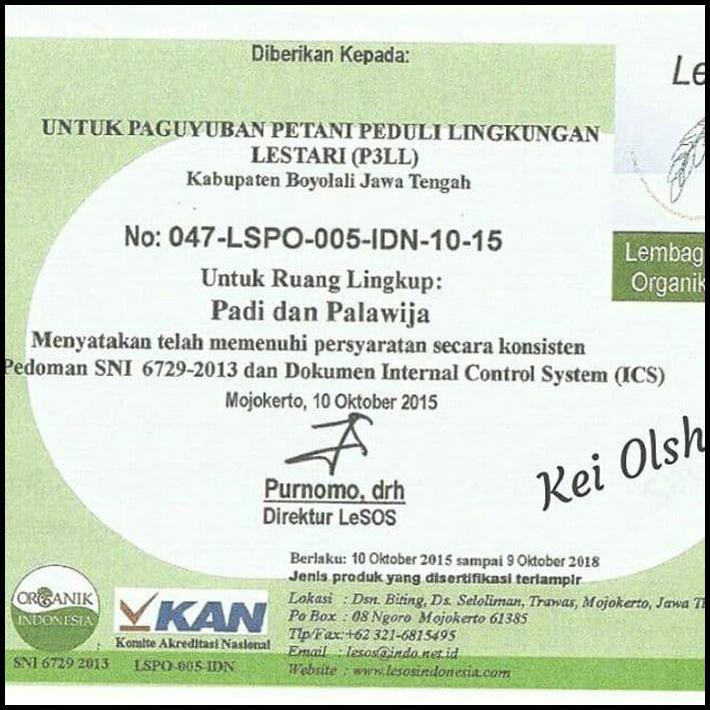 Diberikan Kepada:
UNTUK PAGUYUBAN PETANI PEDULI LINGKUNGAN
LESTARI (P3LL)
Kabupaten Boyolali Jawa Tengah
No: 047-LSPO-005-IDN-10-15
Untuk Ruang Lingkup:
Padi dan Palawija
Menyatakan telah memenuhi persyaratan secara konsisten
Pedoman SNI 6729-2013 dan Dokumen Internal Control System (ICS)
Mojokerto, 10 Oktober 2015
Purnomo, drh
Direktur LeSOS
Le
Lembag
Organik
Kei Olsh
Berlaku: 10 Oktober 2015 sampai 9 Oktober 2018
Jenis produk yang disertifikasi terlampir
Lokasi : Dsn. Biting, Ds. Seloliman, Trawas, Mojokerto, Jawa Ti
Po Box : 08 Ngoro Mojokerto 61385
Tlp/Fax:+62 321-6815495
Email : lesos@indo.net.id
Website : www.lesosindonesia.com
ORGANIK
INDONESIA
SNI 6729 2013
KAN
Komite Akreditasi Nasional
LSPO-005-IDN